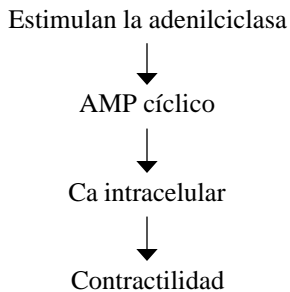 Estimulan la adenilciclasa
AMP cíclico
Ca intracelular
Contractilidad